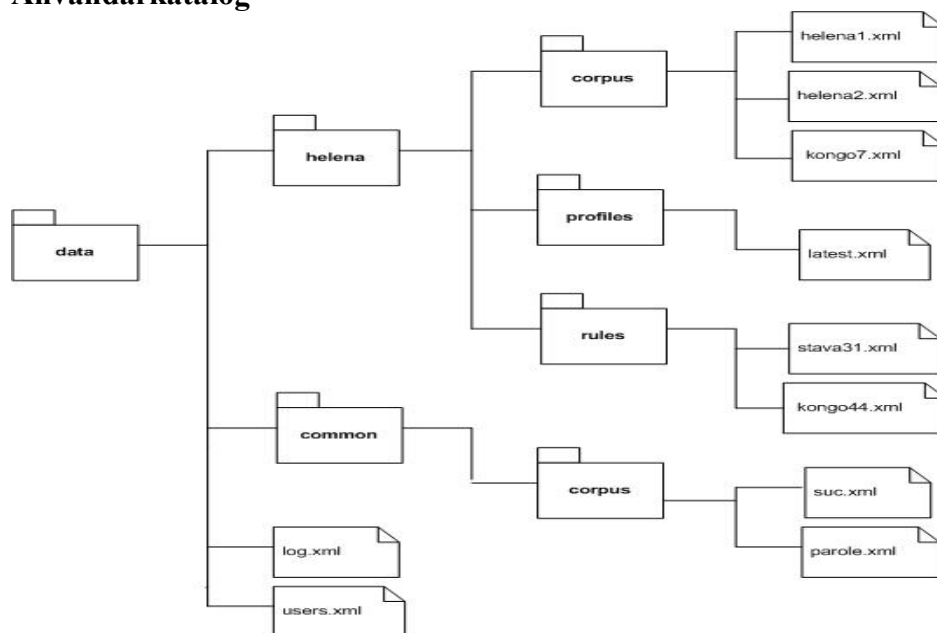 Användarkatalog
data
helena
corpus
helena1.xml
helena2.xml
kongo7.xml
profiles
latest.xml
rules
stava31.xml
kongo44.xml
common
corpus
suc.xml
parole.xml
log.xml
users.xml